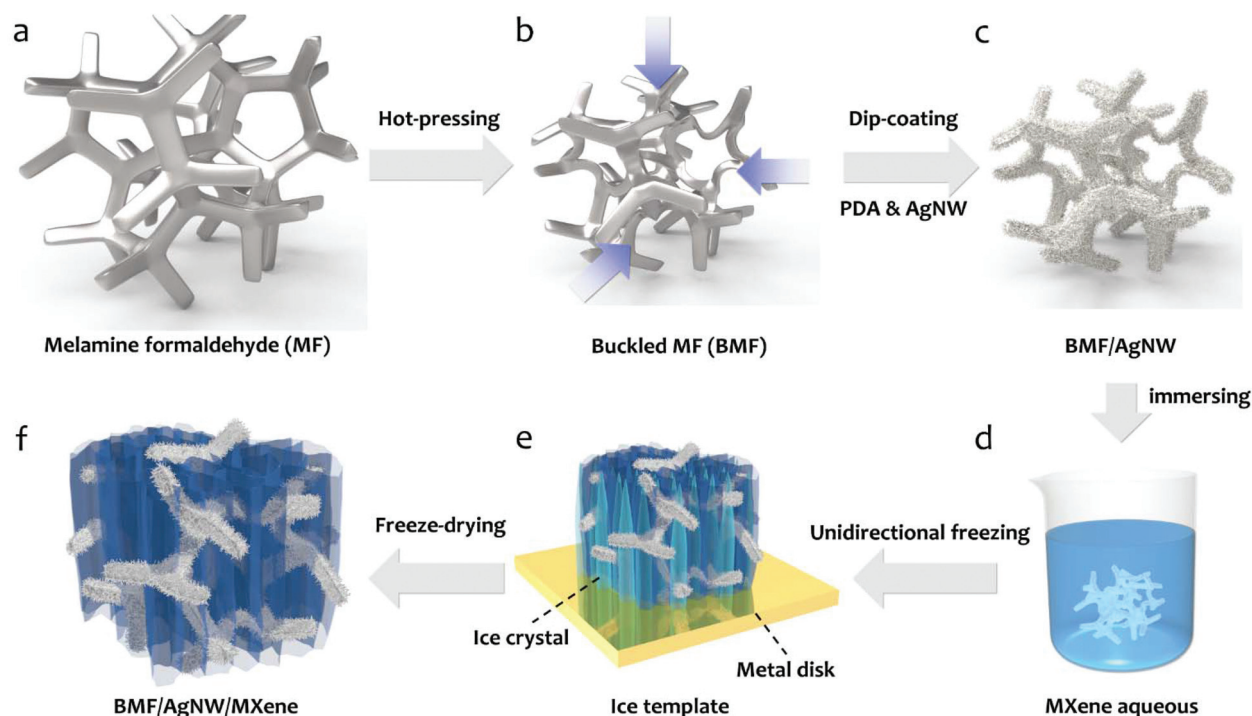 a
b
c
Hot-pressing
Dip-coating
PDA & AgNW
Melamine formaldehyde (MF)
Buckled MF (BMF)
BMF/AgNW
immersing
d
Unidirectional freezing
MXene aqueous
e
Ice crystal
Metal disk
Ice template
Freeze-drying
f
BMF/AgNW/MXene